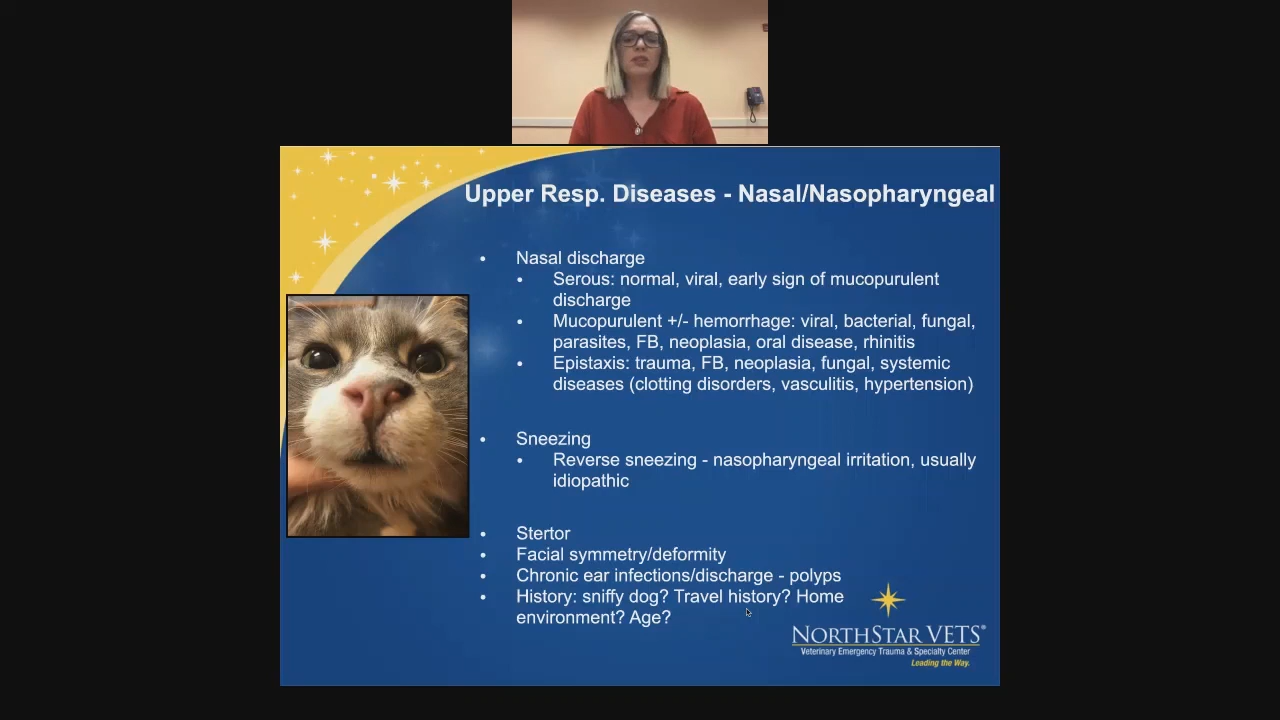 Upper Resp. Diseases - Nasal/Nasopharyngeal
• Nasal discharge
• Serous: normal, viral, early sign of mucopurulent
discharge
• Mucopurulent +/- hemorrhage: viral, bacterial, fungal,
parasites, FB, neoplasia, oral disease, rhinitis
• Epistaxis: trauma, FB, neoplasia, fungal, systemic
diseases (clotting disorders, vasculitis, hypertension)
• Sneezing
• Reverse sneezing - nasopharyngeal irritation, usually
idiopathic
• Stertor
• Facial symmetry/deformity
• Chronic ear infections/discharge - polyps
• History: sniffy dog? Travel history? Home
environment? Age?
NORTHSTAR VETS®
Veterinary Emergency Trauma & Specialty Center
Leading the Way.